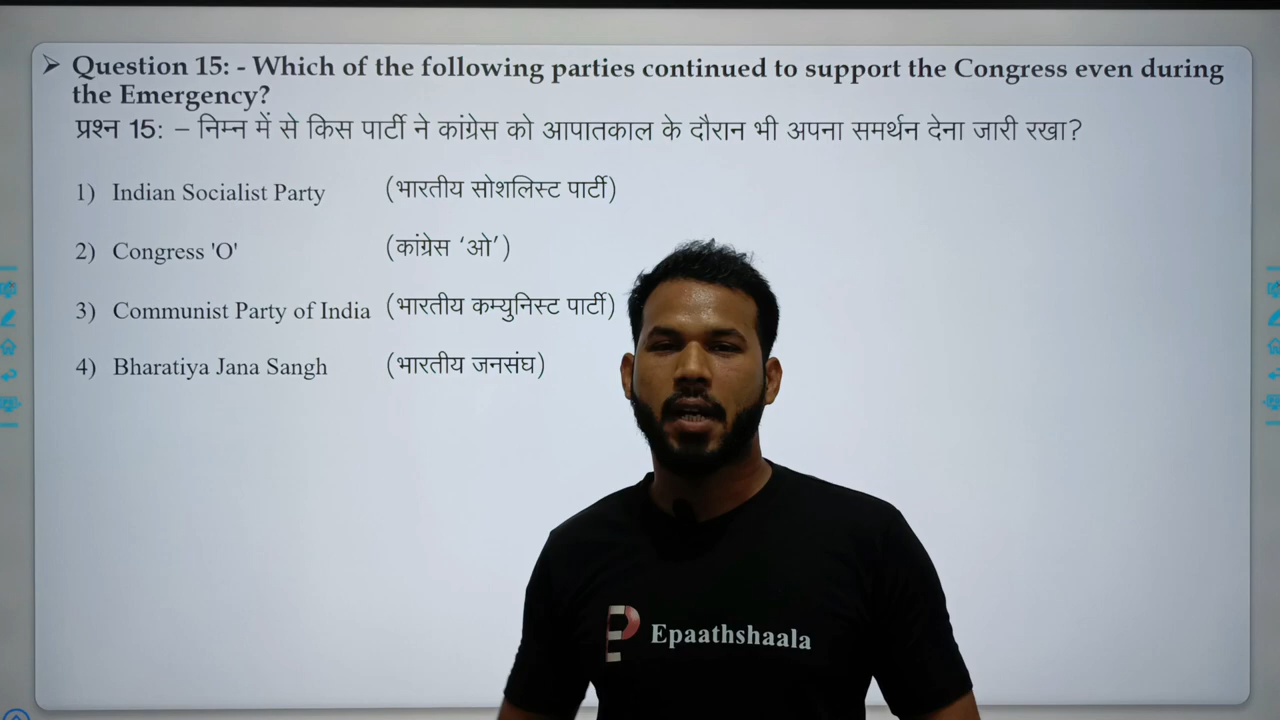 ➢ Question 15: - Which of the following parties continued to support the Congress even during
the Emergency?
प्रश्न 15: – निम्न में से किस पार्टी ने कांग्रेस को आपातकाल के दौरान भी अपना समर्थन देना जारी रखा?
1) Indian Socialist Party (भारतीय सोशलिस्ट पार्टी)
2) Congress 'O' (कांग्रेस ‘ओ’)
3) Communist Party of India (भारतीय कम्युनिस्ट पार्टी)
4) Bharatiya Jana Sangh (भारतीय जनसंघ)
Epaathshaala